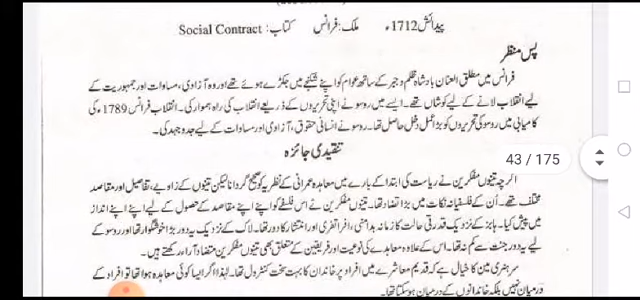 پیدائش 1712ء ملک: فرانس کتاب: Social Contract
پس منظر
فرانس میں مطلق العنان بادشاہ ظلم و جبر کے ساتھ عوام کو اپنے شکنجے میں جکڑے ہوئے تھے اور وہ آزادی، مساوات اور جمہوریت کے
لیے انقلاب لانے کے لیے کوشاں تھے۔ ایسے میں روسو نے اپنی تحریروں کے ذریعے انقلاب کی راہ ہموار کی۔ انقلاب فرانس 1789ء کی
کامیابی میں روسو کی تحریروں کو بڑا عمل دخل حاصل تھا۔ روسو نے انسانی حقوق، آزادی اور مساوات کے لیے جدوجہد کی۔
تنقیدی جائزہ
43 / 175
اگرچہ تینوں مفکرین نے ریاست کی ابتدا کے بارے میں معاہدہ عمرانی کے نظریہ کو صحیح گردانا لیکن تینوں کے زاویے، تفاصیل اور مقاصد
مختلف تھے۔ اُن کے فلسفیانہ نکات میں بڑا تضاد تھا۔ تینوں مفکرین نے اس فلسفے کو اپنے اپنے مقاصد کے حصول کے لیے اپنے اپنے انداز
میں پیش کیا۔ ہابز کے نزدیک قدرتی حالت کا زمانہ بدامنی، افراتفری اور انتشار کا دور تھا۔ لاک کے نزدیک یہ دور بڑا خوشگوار تھا اور روسو کے
لیے یہ دور جنت سے کم نہ تھا۔ اس کے علاوہ معاہدے کی نوعیت اور فریقین کے متعلق بھی تینوں مفکرین متضاد آراء رکھتے ہیں۔
سر ہنری مین کا خیال ہے کہ قدیم معاشرے میں افراد پر خاندان کا بہت سخت کنٹرول تھا۔ لہٰذا اگر ایسا کوئی معاہدہ ہوا تھا تو افراد کے
درمیان نہیں بلکہ خاندانوں کے درمیان ہو سکتا تھا۔